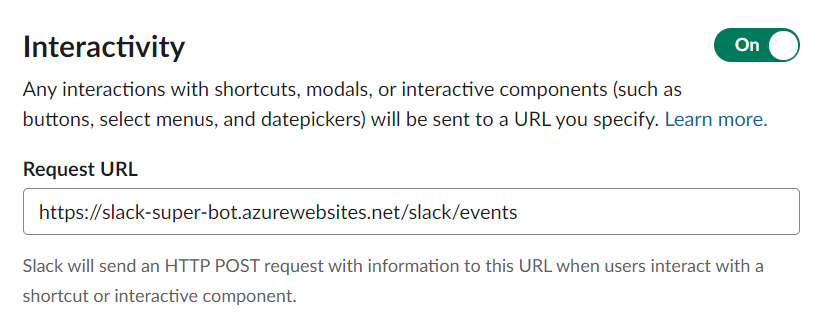 Interactivity
On
Any interactions with shortcuts, modals, or interactive components (such as
buttons, select menus, and datepickers) will be sent to a URL you specify. Learn more.
Request URL
https://slack-super-bot.azurewebsites.net/slack/events
Slack will send an HTTP POST request with information to this URL when users interact with a
shortcut or interactive component.